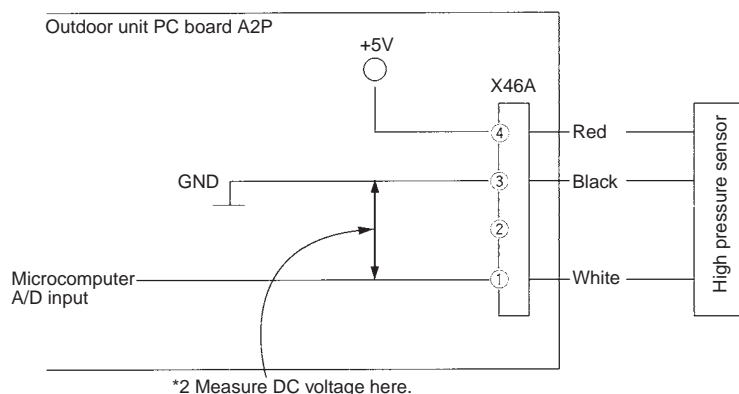 Outdoor unit PC board A2P
+5V
X46A
4
Red
GND
3
Black
2
Microcomputer
A/D input
1
White
High pressure sensor
*2 Measure DC voltage here.